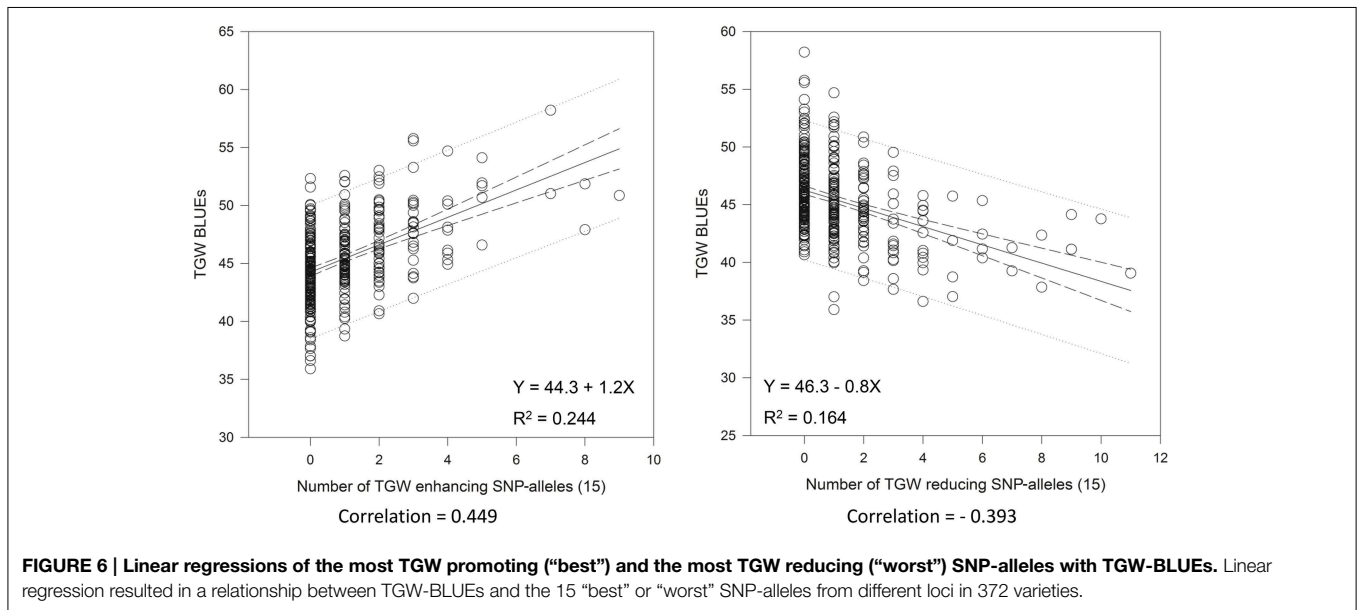 65
60
55
50
45
40
35
30
TGW BLUEs
0 2 4 6 8 10
Y = 44.3 + 1.2X
R² = 0.244
Number of TGW enhancing SNP-alleles (15)
Correlation = 0.449
60
55
50
45
40
35
30
25
TGW BLUEs
0 2 4 6 8 10 12
Y = 46.3 - 0.8X
R² = 0.164
Number of TGW reducing SNP-alleles (15)
Correlation = - 0.393
FIGURE 6 | Linear regressions of the most TGW promoting (“best”) and the most TGW reducing (“worst”) SNP-alleles with TGW-BLUEs. Linear
regression resulted in a relationship between TGW-BLUEs and the 15 “best” or “worst” SNP-alleles from different loci in 372 varieties.